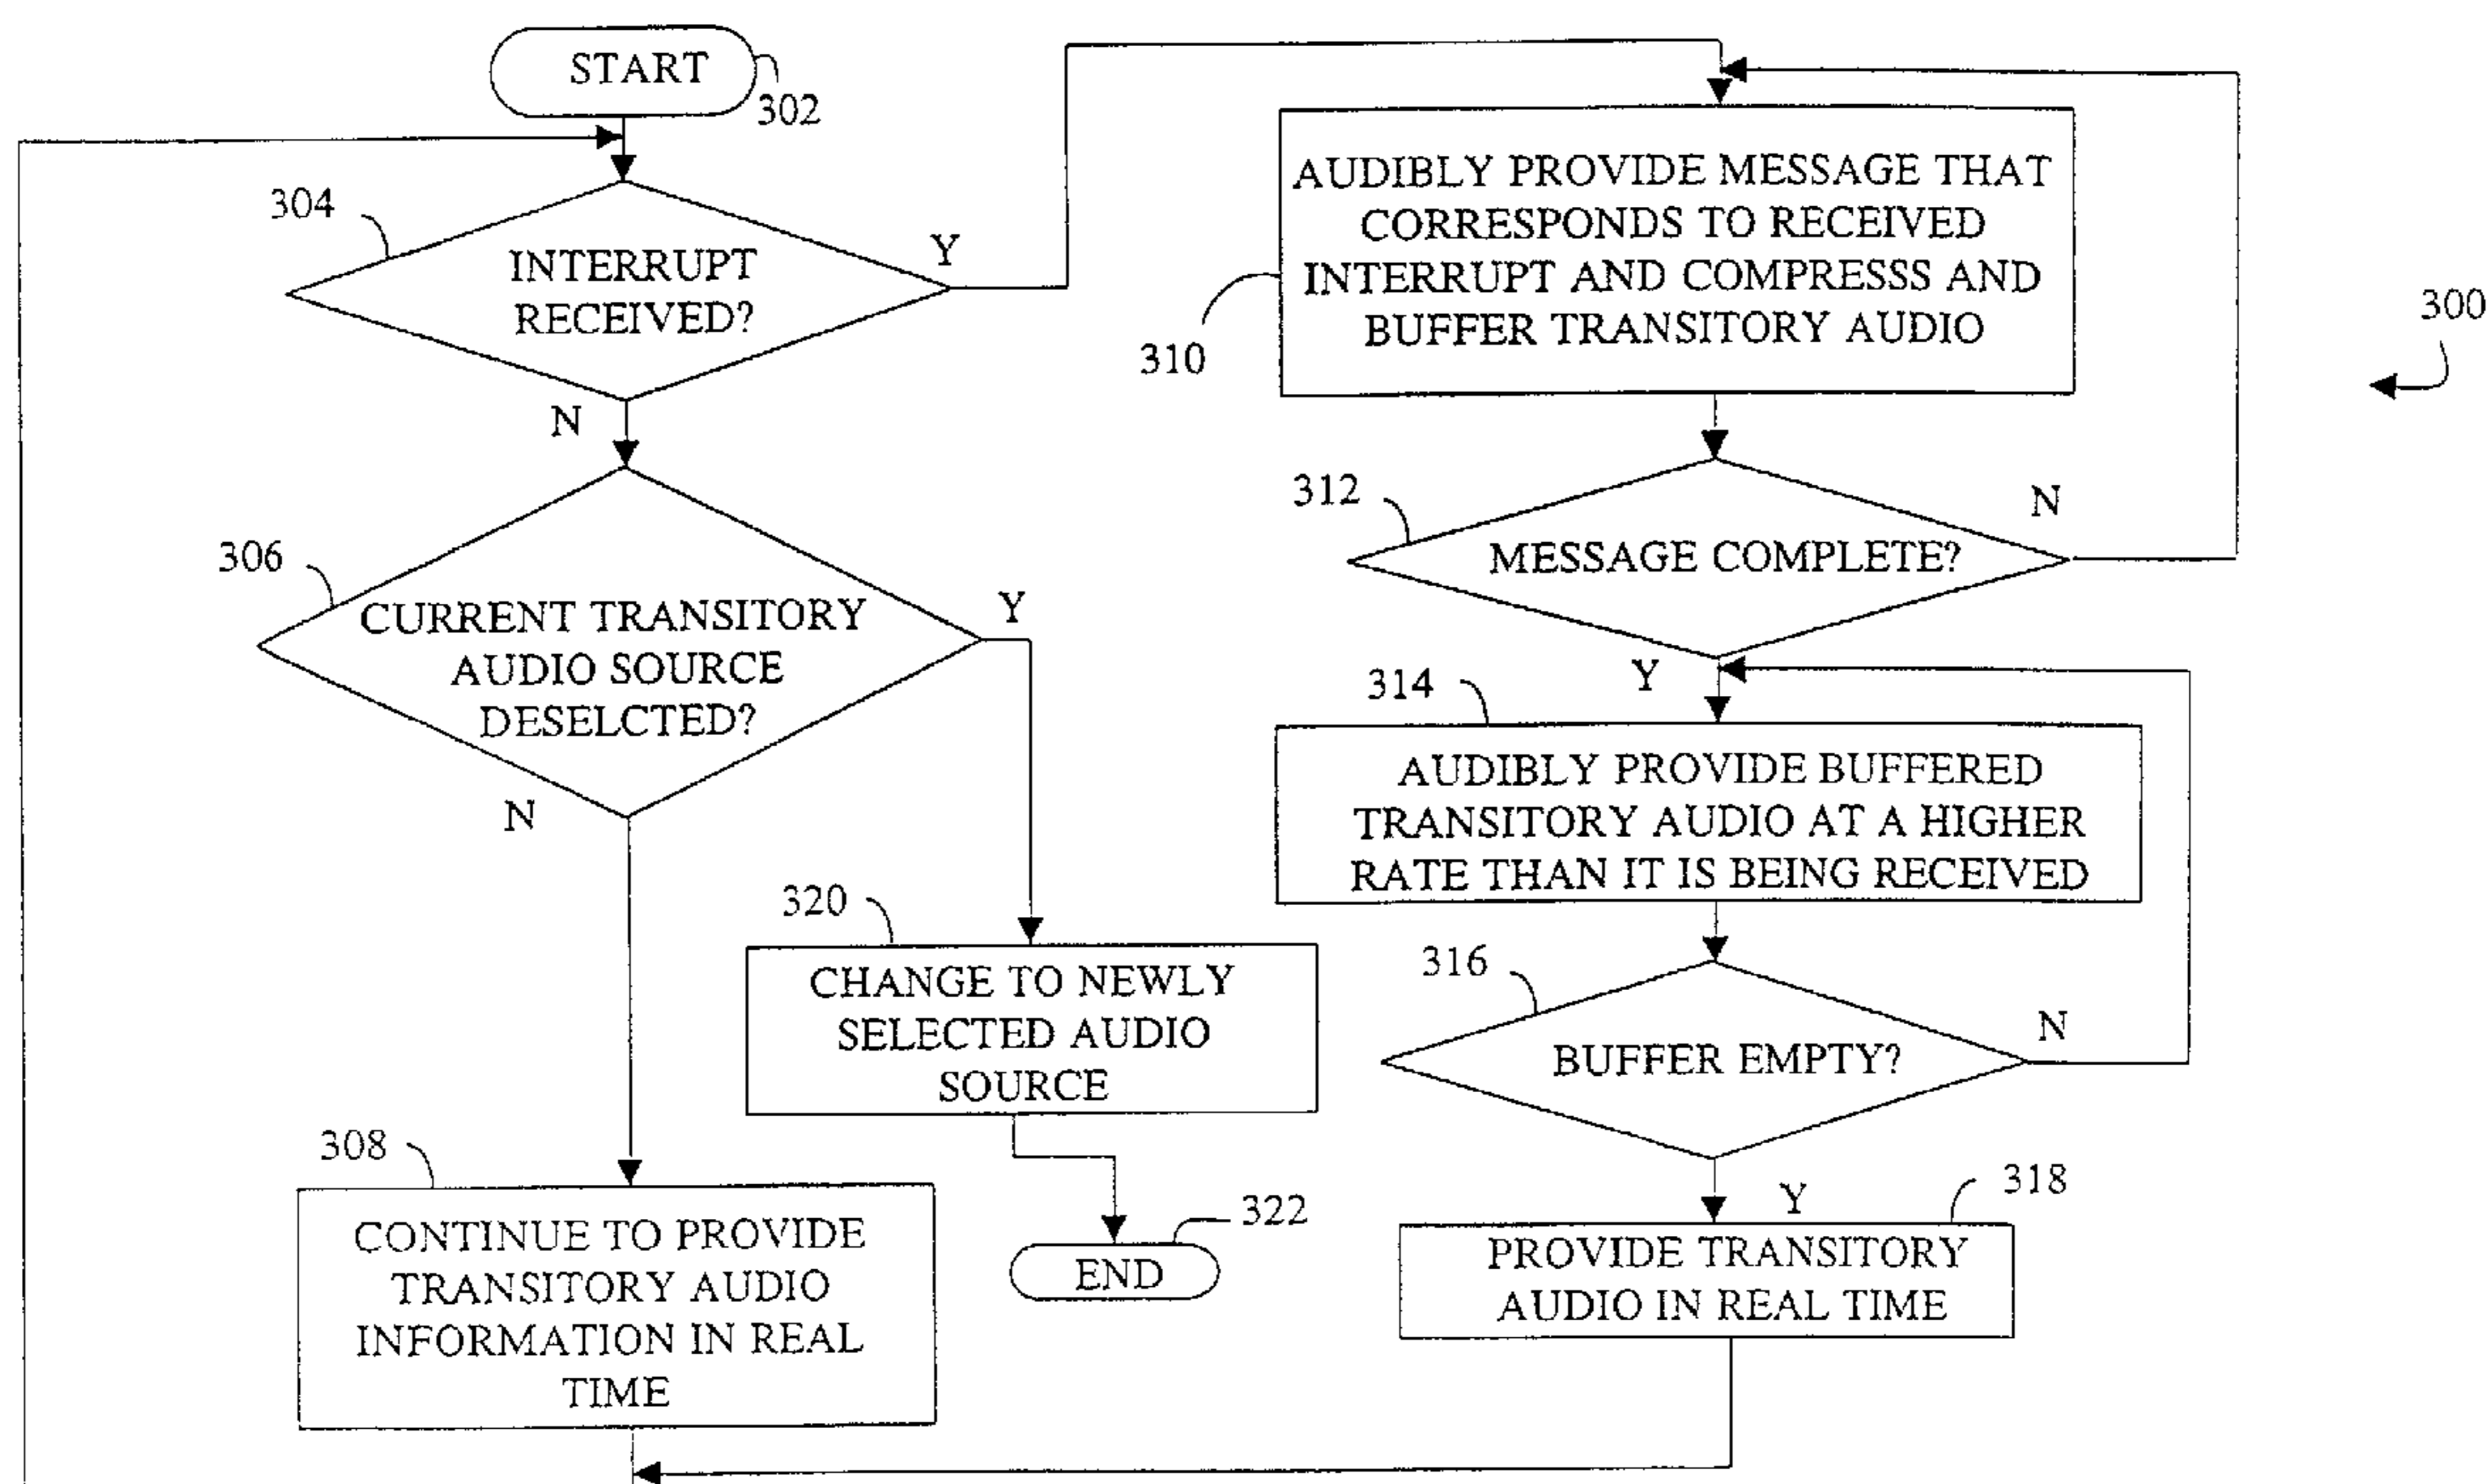 START
302
304
INTERRUPT
RECEIVED?
Y
N
306
CURRENT TRANSITORY
AUDIO SOURCE
DESELCTED?
Y
N
320
CHANGE TO NEWLY
SELECTED AUDIO
SOURCE
308
CONTINUE TO PROVIDE
TRANSITORY AUDIO
INFORMATION IN REAL
TIME
322
END
AUDIBLY PROVIDE MESSAGE THAT
CORRESPONDS TO RECEIVED
INTERRUPT AND COMPRESSS AND
BUFFER TRANSITORY AUDIO
310
300
312
MESSAGE COMPLETE?
N
Y
314
AUDIBLY PROVIDE BUFFERED
TRANSITORY AUDIO AT A HIGHER
RATE THAN IT IS BEING RECEIVED
316
BUFFER EMPTY?
N
Y
318
PROVIDE TRANSITORY
AUDIO IN REAL TIME